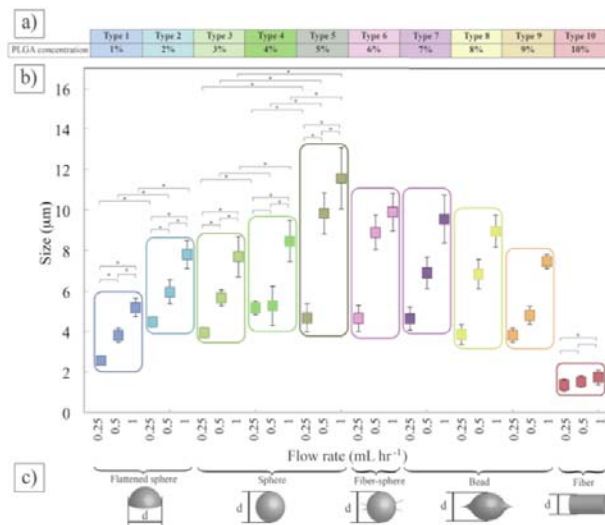 a)
Type 1 Type 2 Type 3 Type 4 Type 5 Type 6 Type 7 Type 8 Type 9 Type 10
PLGA concentration 1% 2% 3% 4% 5% 6% 7% 8% 9% 10%
b)
Size (μm)
16
14
12
10
8
6
4
2
0
0.25 0.5 1 0.25 0.5 1 0.25 0.5 1 0.25 0.5 1 0.25 0.5 1 0.25 0.5 1 0.25 0.5 1 0.25 0.5 1 0.25 0.5 1 0.25 0.5 1
Flow rate (mL hr⁻¹)
c)
Flattened sphere Sphere Fiber-sphere Bead Fiber
d d d d d